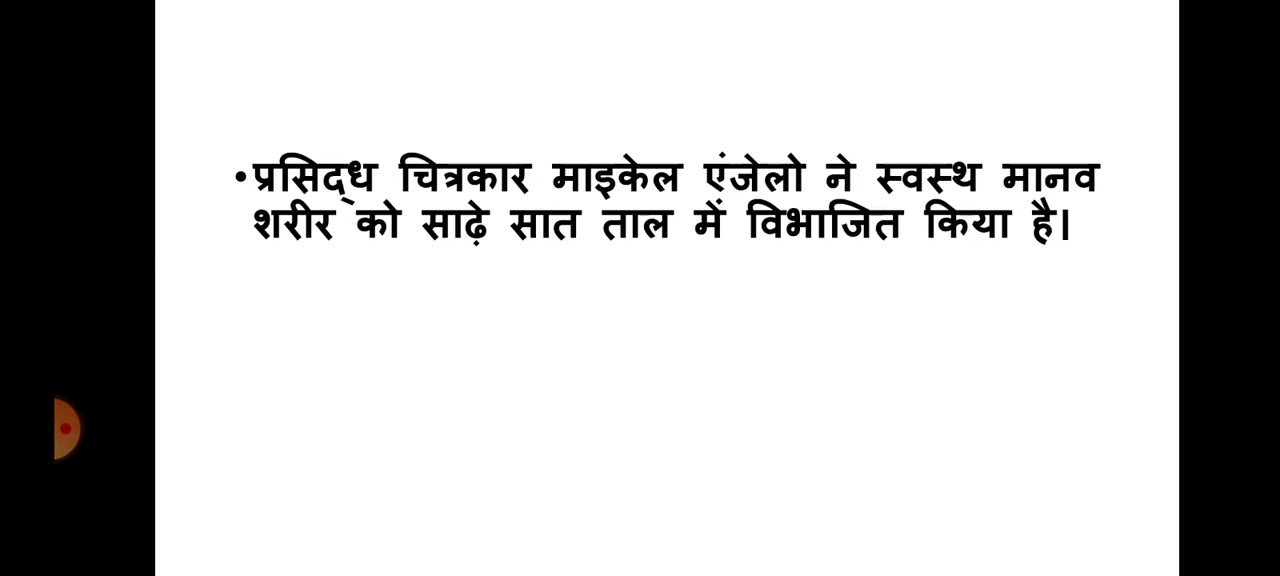 •प्रसिद्ध चित्रकार माइकेल एंजेलो ने स्वस्थ मानव
शरीर को साढ़े सात ताल में विभाजित किया है।